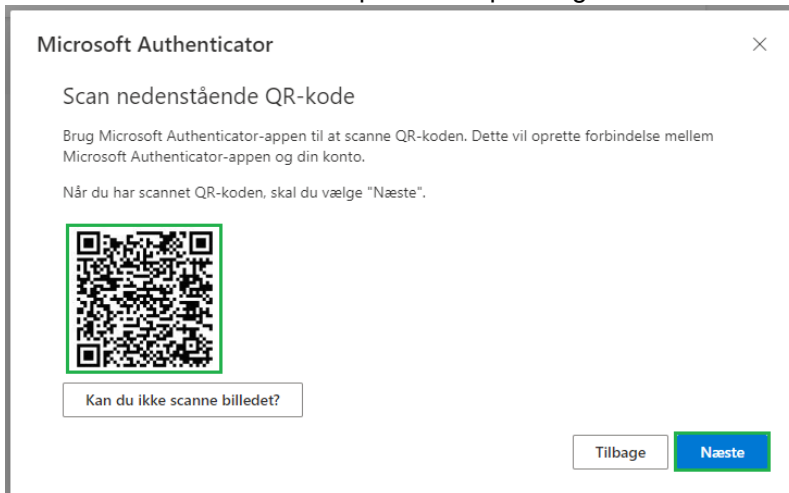 Microsoft Authenticator
Scan nedenstående QR-kode
Brug Microsoft Authenticator-appen til at scanne QR-koden. Dette vil oprette forbindelse mellem
Microsoft Authenticator-appen og din konto.
Når du har scannet QR-koden, skal du vælge "Næste".
Kan du ikke scanne billedet?
Tilbage
Næste